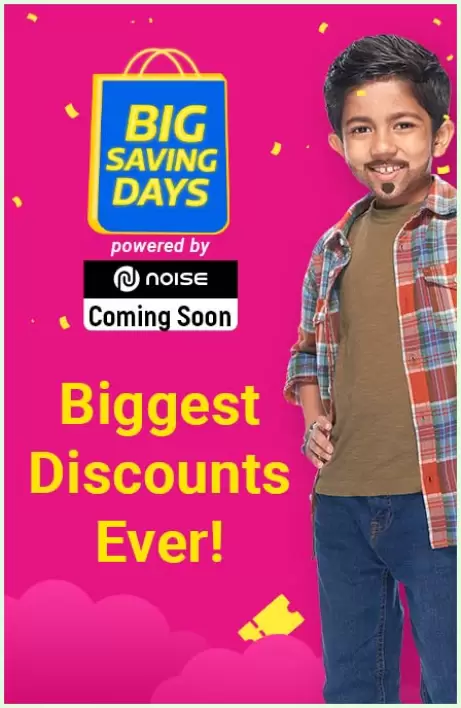 BIG
SAVING
DAYS
powered by
noise
Coming Soon
Biggest
Discounts
Ever!